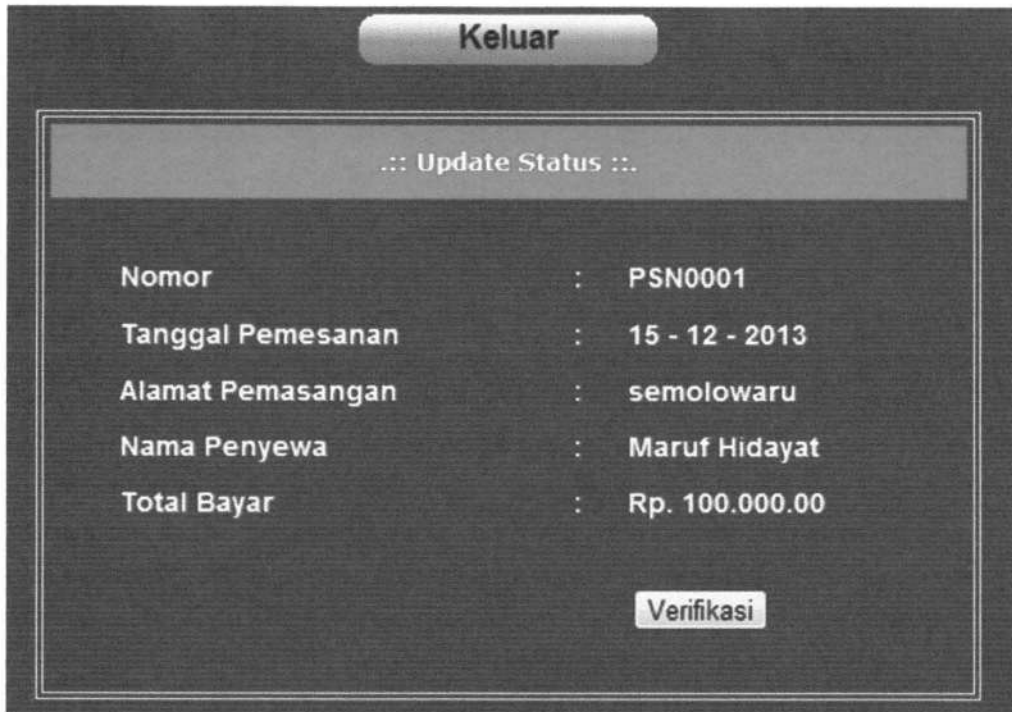 Keluar
.:: Update Status ::.
Nomor : PSN0001
Tanggal Pemesanan : 15 - 12 - 2013
Alamat Pemasangan : semolowaru
Nama Penyewa : Maruf Hidayat
Total Bayar : Rp. 100.000.00
Verifikasi